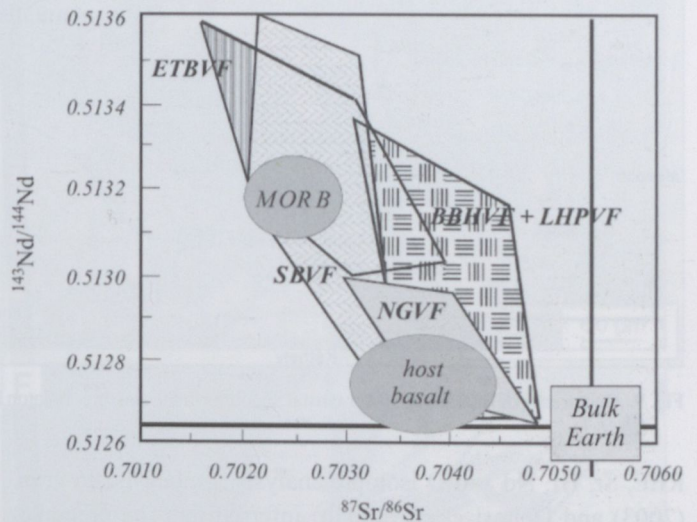 0.5136
ETBVF
0.5134
0.5132
MORB
BBHVF + LHPVF
143Nd/144Nd
0.5130
SBVF
NGVF
0.5128
host
basalt
Bulk
Earth
0.5126
0.7010 0.7020 0.7030 0.7040 0.7050 0.7060
87Sr/86Sr